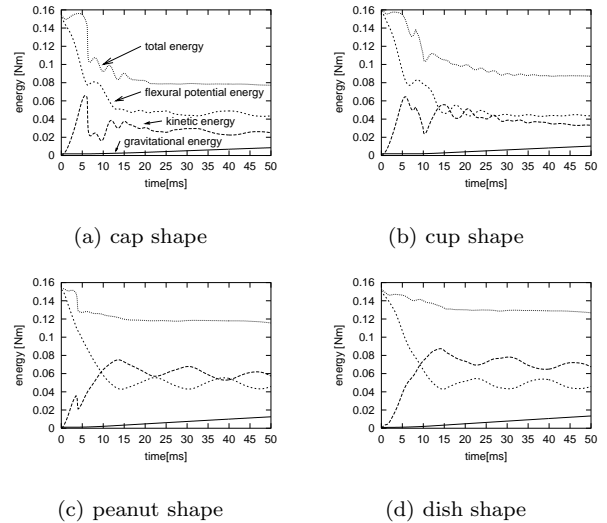 0.16
0.14
0.12
0.1
0.08
0.06
0.04
0.02
0
energy [Nm]
total energy
flexural potential energy
kinetic energy
gravitational energy
0 5 10 15 20 25 30 35 40 45 50
time[ms]
(a) cap shape
0.16
0.14
0.12
0.1
0.08
0.06
0.04
0.02
0
energy [Nm]
0 5 10 15 20 25 30 35 40 45 50
time[ms]
(b) cup shape
0.16
0.14
0.12
0.1
0.08
0.06
0.04
0.02
0
energy [Nm]
0 5 10 15 20 25 30 35 40 45 50
time[ms]
(c) peanut shape
0.16
0.14
0.12
0.1
0.08
0.06
0.04
0.02
0
energy [Nm]
0 5 10 15 20 25 30 35 40 45 50
time[ms]
(d) dish shape